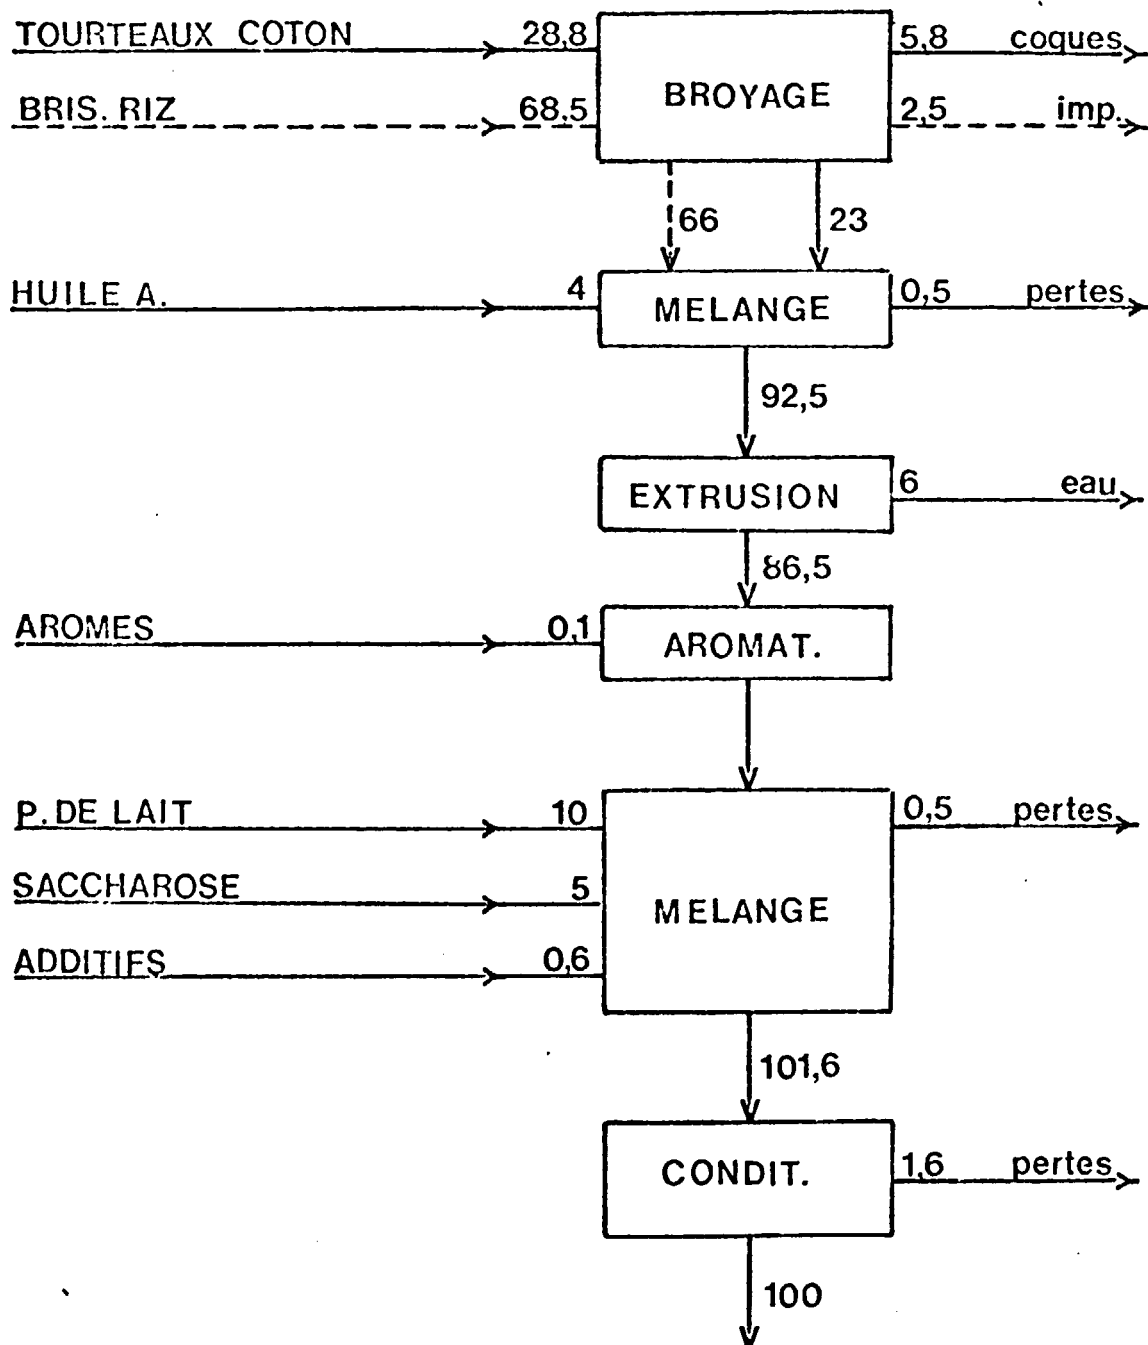 TOURTEAUX COTON 28,8 5,8 coques
BROYAGE
BRIS. RIZ 68,5 2,5 imp.
66 23
HUILE A. 4 MELANGE 0,5 pertes
92,5
EXTRUSION 6 eau
86,5
AROMES 0,1 AROMAT.
P. DE LAIT 10 0,5 pertes
SACCHAROSE 5 MELANGE
ADDITIFS 0,6
101,6
CONDIT. 1,6 pertes
100